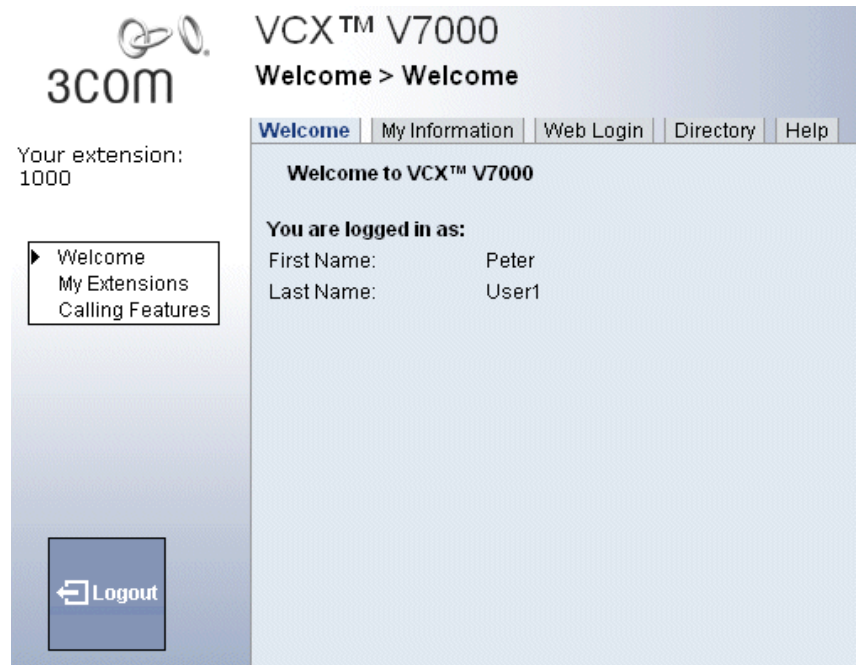 3com
VCX™ V7000
Welcome > Welcome
Welcome My Information Web Login Directory Help
Your extension:
1000
Welcome
My Extensions
Calling Features
Logout
Welcome to VCX™ V7000
You are logged in as:
First Name: Peter
Last Name: User1